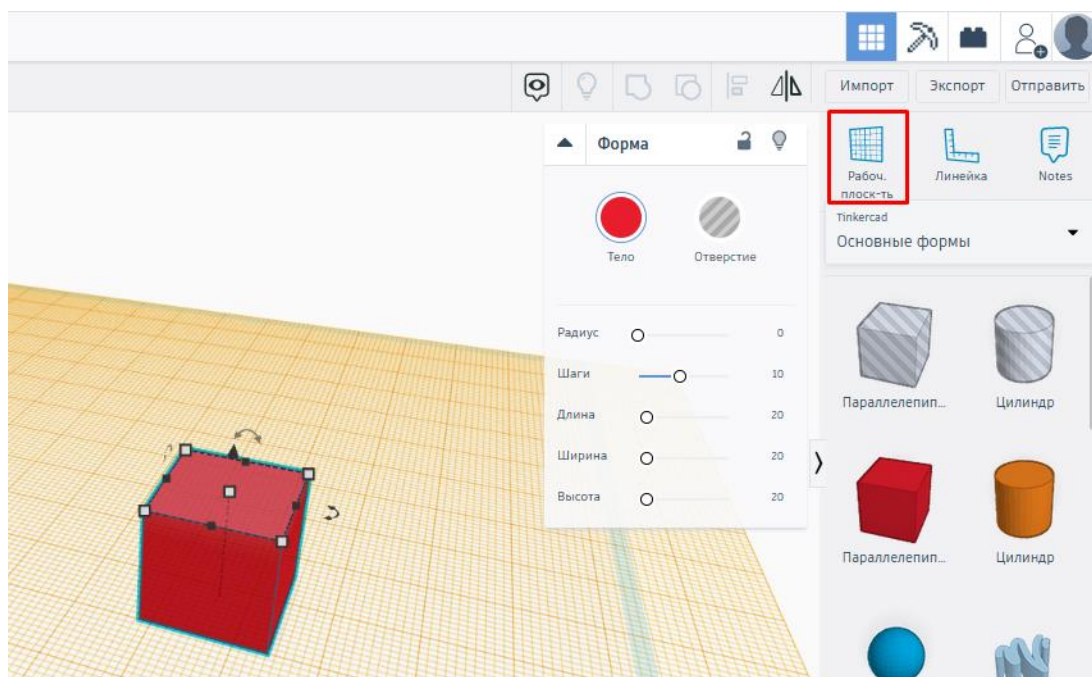 Импорт
Экспорт
Отправить
Форма
Рабоч.
плоск-ть
Линейка
Notes
Tinkercad
Основные формы
Тело
Отверстие
Радиус 0
Шаги 10
Длина 20
Ширина 20
Высота 20
Параллелепип...
Цилиндр
Параллелепип...
Цилиндр